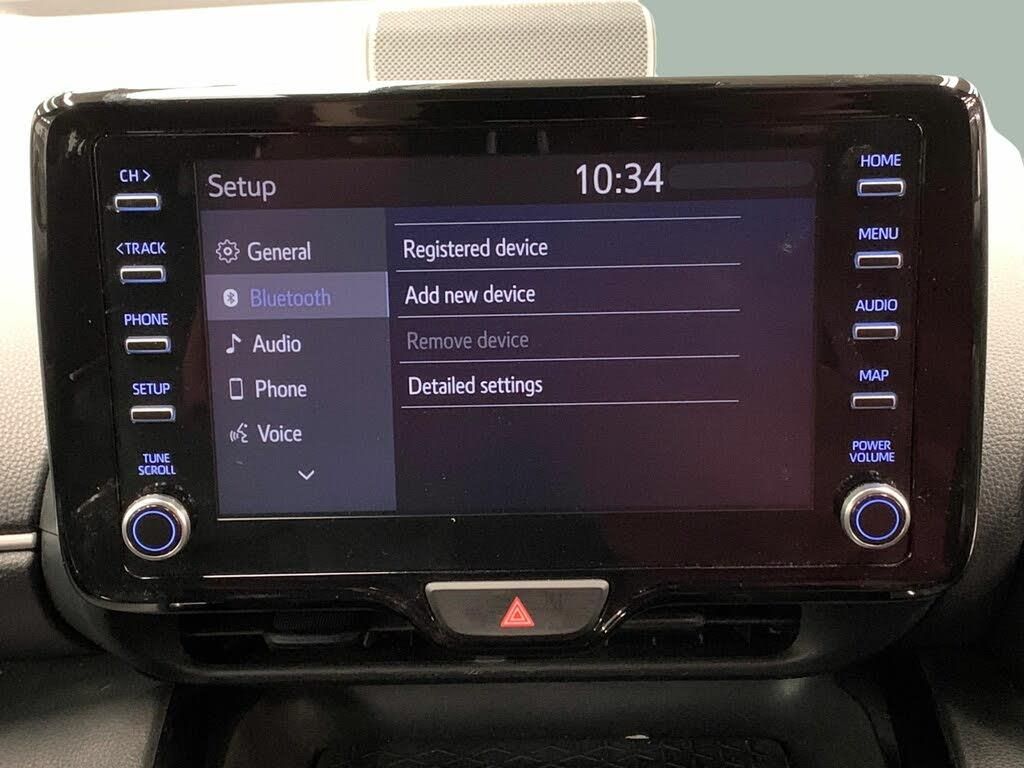 CH >
<TRACK
PHONE
SETUP
TUNE
SCROLL
Setup
10:34
General
Bluetooth
Audio
Phone
Voice
Registered device
Add new device
Remove device
Detailed settings
HOME
MENU
AUDIO
MAP
POWER
VOLUME